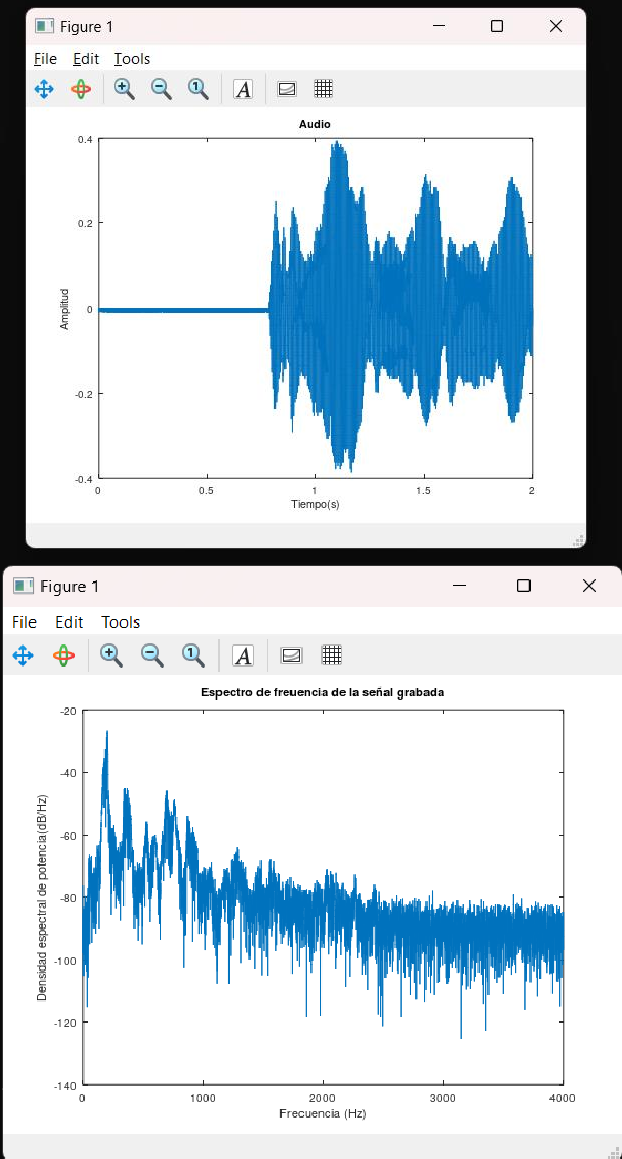 Figure 1
File Edit Tools
1 A
Audio
0.4
0.2
0
-0.2
-0.4
Amplitud
0 0.5 1 1.5 2
Tiempo(s)
Figure 1
File Edit Tools
1 A
Espectro de freuencia de la señal grabada
-20
-40
-60
-80
-100
-120
-140
Densidad espectral de potencia(dB/Hz)
0 1000 2000 3000 4000
Frecuencia (Hz)